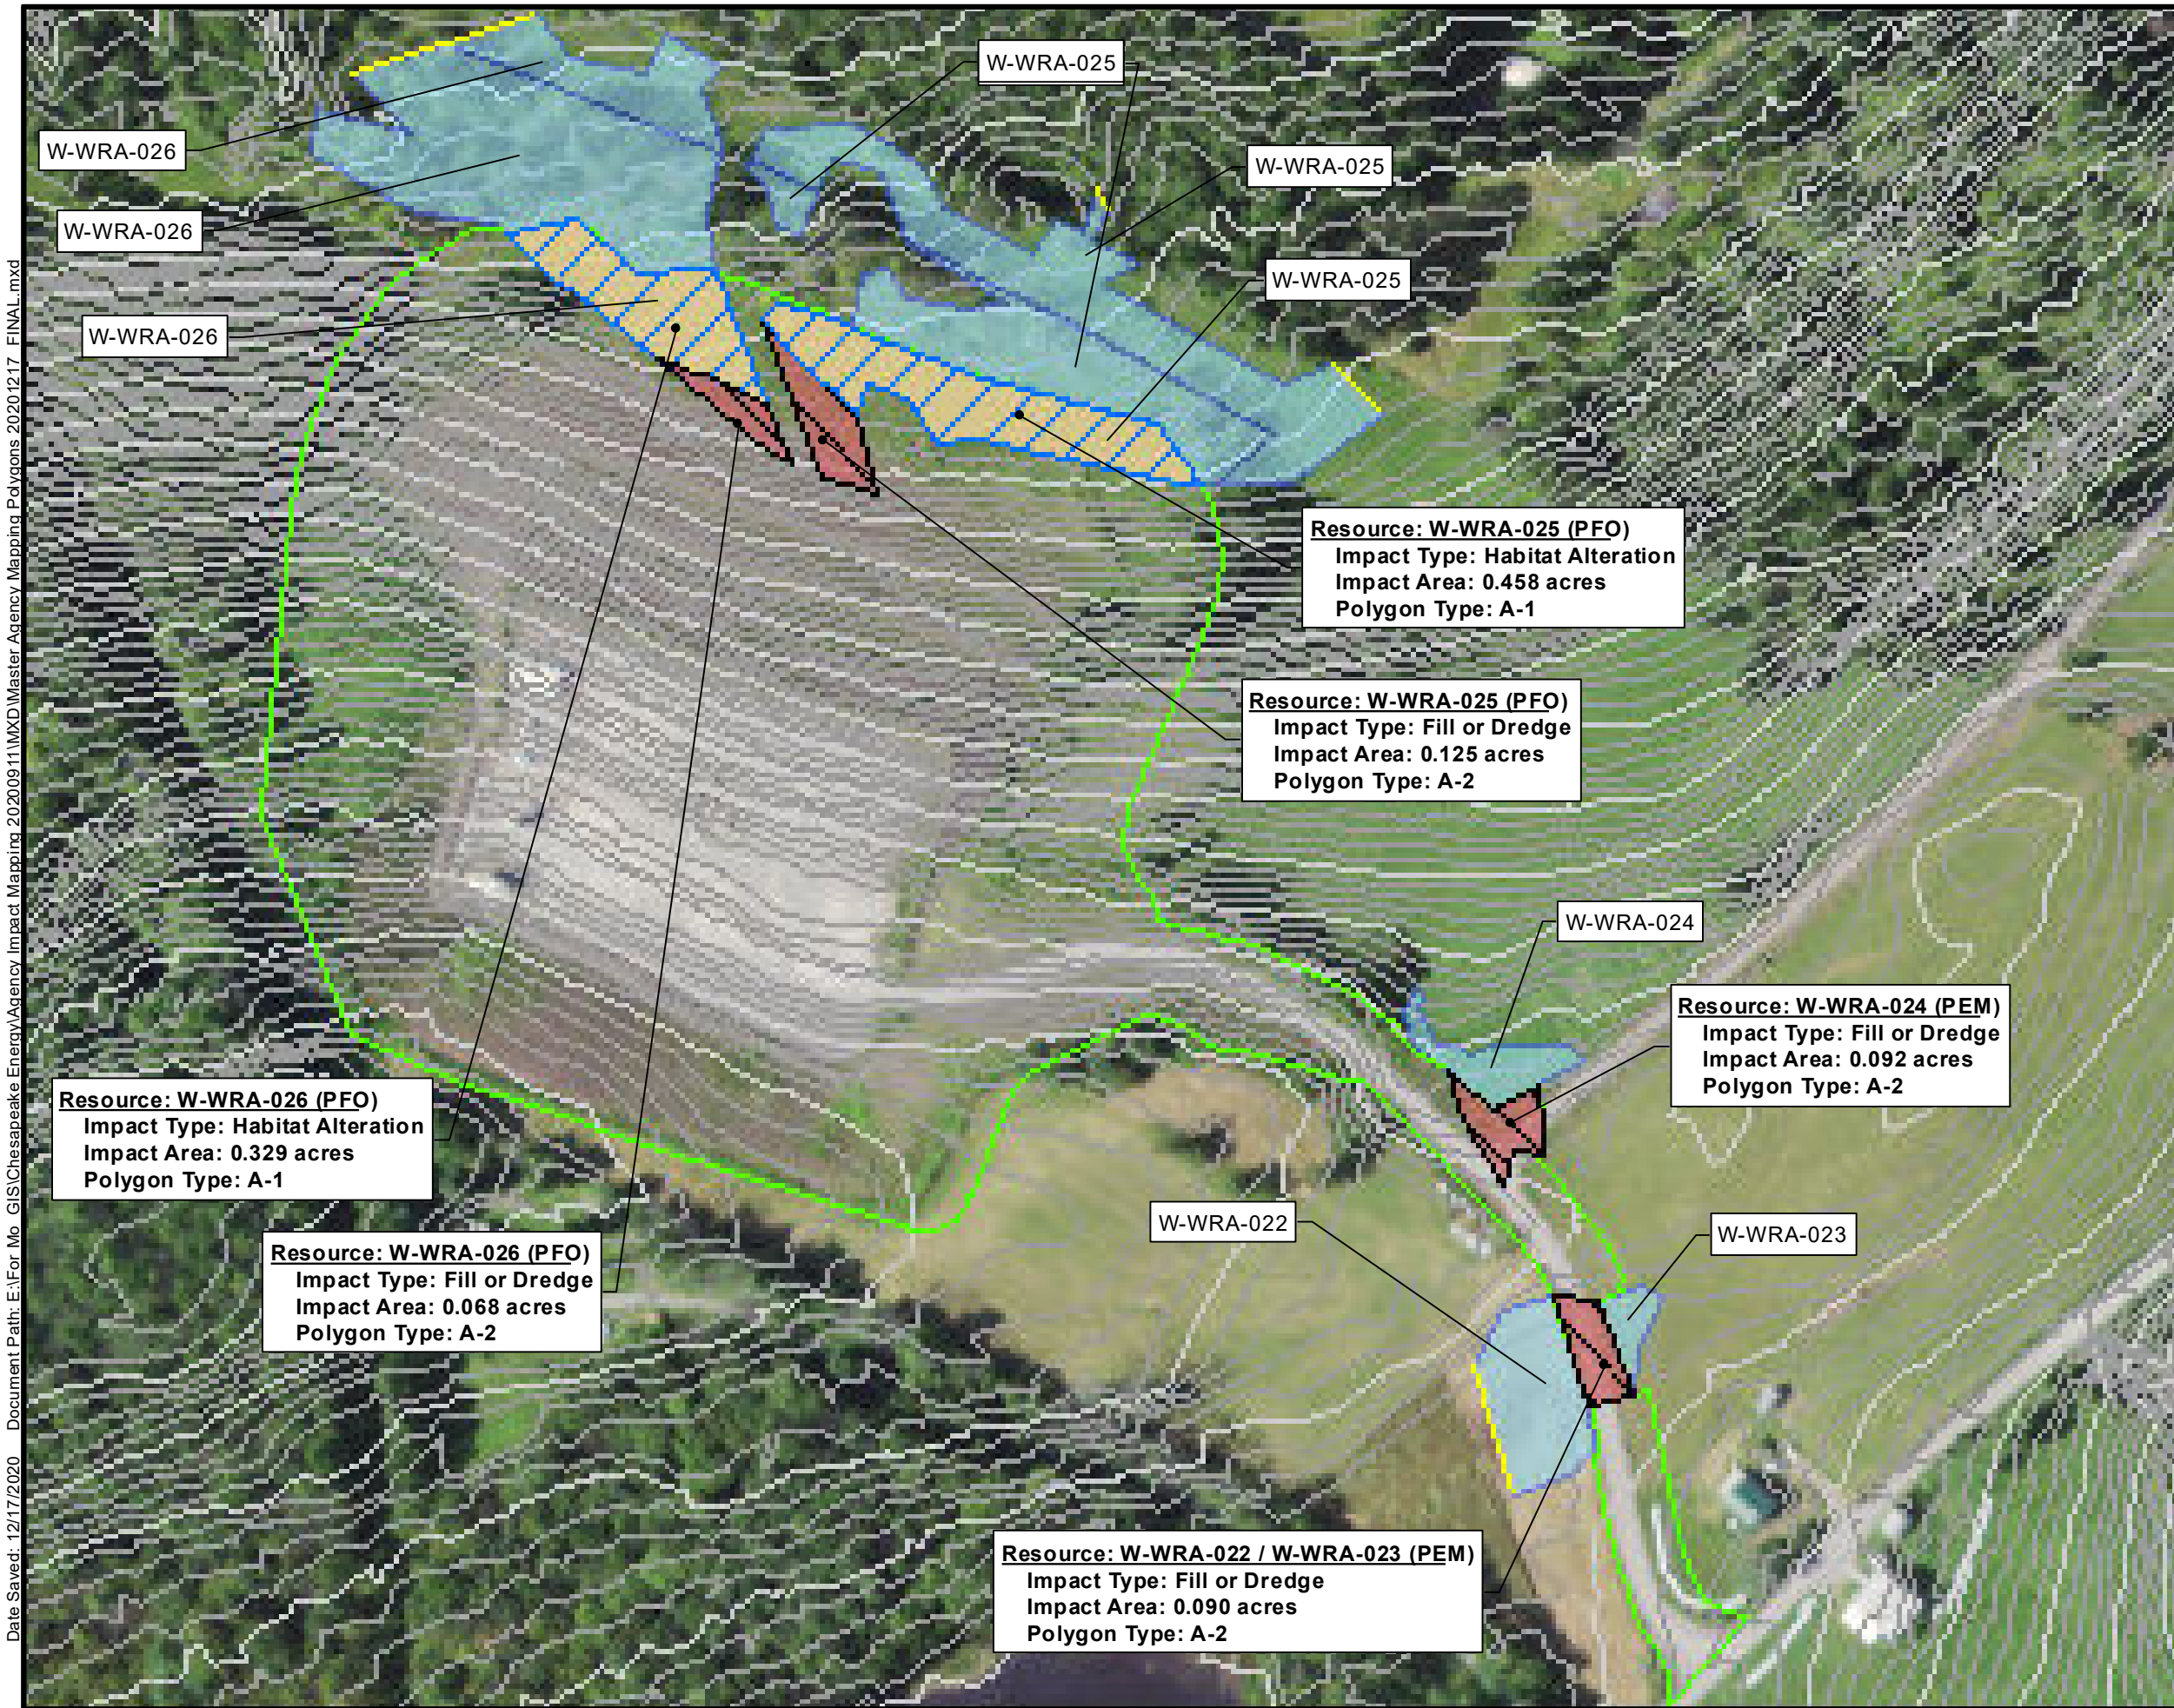 W-WRA-025
W-WRA-026
W-WRA-025
W-WRA-026
W-WRA-025
W-WRA-026
Resource: W-WRA-025 (PFO)
Impact Type: Habitat Alteration
Impact Area: 0.458 acres
Polygon Type: A-1
Resource: W-WRA-025 (PFO)
Impact Type: Fill or Dredge
Impact Area: 0.125 acres
Polygon Type: A-2
W-WRA-024
Resource: W-WRA-024 (PEM)
Impact Type: Fill or Dredge
Impact Area: 0.092 acres
Polygon Type: A-2
Resource: W-WRA-026 (PFO)
Impact Type: Habitat Alteration
Impact Area: 0.329 acres
Polygon Type: A-1
W-WRA-022
W-WRA-023
Resource: W-WRA-026 (PFO)
Impact Type: Fill or Dredge
Impact Area: 0.068 acres
Polygon Type: A-2
Resource: W-WRA-022 / W-WRA-023 (PEM)
Impact Type: Fill or Dredge
Impact Area: 0.090 acres
Polygon Type: A-2
Date Saved: 12/17/2020 Document Path: E:\For Mo GIS\Chesapeake Energy\Agency Impact Mapping 20200911\MXD\Master Agency Mapping Polygons 20201217 FINAL.mxd